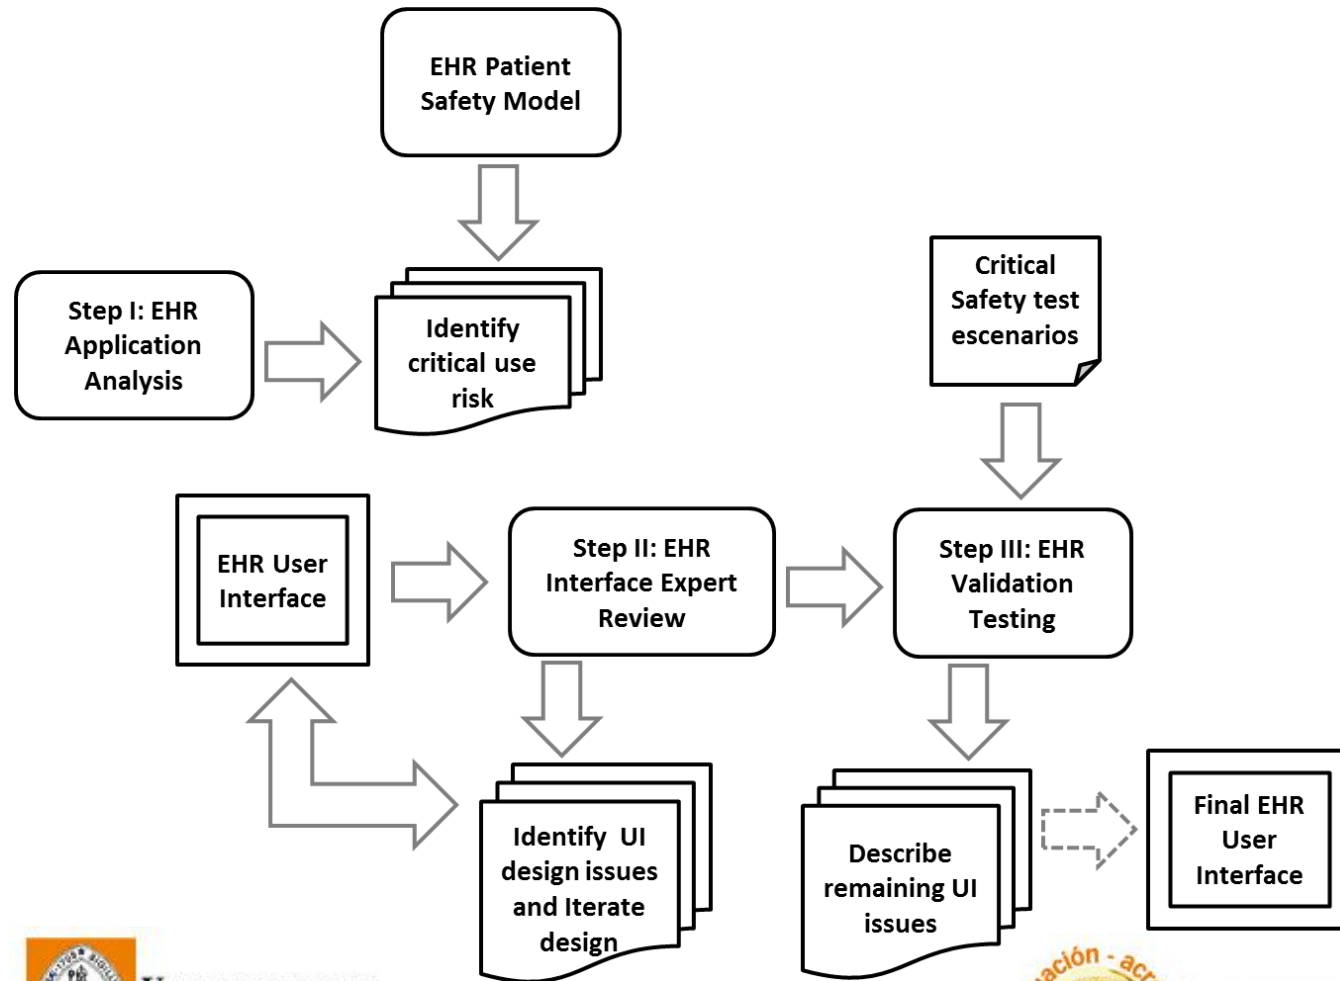 EHR Patient
Safety Model
Step I: EHR
Application
Analysis
Identify
critical use
risk
Critical
Safety test
escenarios
EHR User
Interface
Step II: EHR
Interface Expert
Review
Step III: EHR
Validation
Testing
Identify UI
design issues
and Iterate
design
Describe
remaining UI
issues
Final EHR
User
Interface